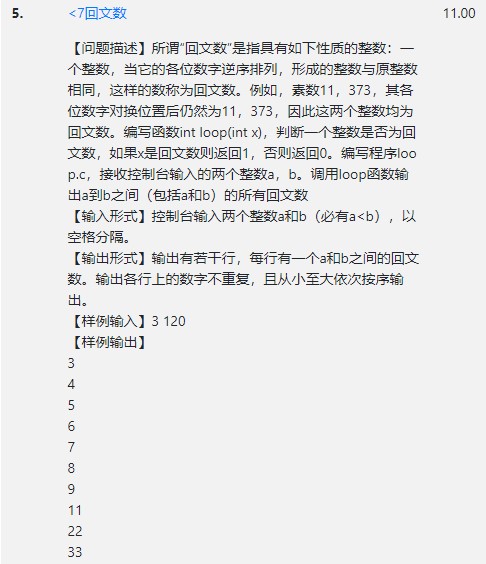 5. <7回文数 11.00
【问题描述】所谓“回文数”是指具有如下性质的整数：一
个整数，当它的各位数字逆序排列，形成的整数与原整数
相同，这样的数称为回文数。例如，素数11，373，其各
位数字对换位置后仍然为11，373，因此这两个整数均为
回文数。编写函数int loop(int x)，判断一个整数是否为回
文数，如果x是回文数则返回1，否则返回0。编写程序loo
p.c，接收控制台输入的两个整数a，b。调用loop函数输
出a到b之间（包括a和b）的所有回文数
【输入形式】控制台输入两个整数a和b（必有a<b），以
空格分隔。
【输出形式】输出有若干行，每行有一个a和b之间的回文
数。输出各行上的数字不重复，且从小至大依次按序输
出。
【样例输入】3 120
【样例输出】
3
4
5
6
7
8
9
11
22
33